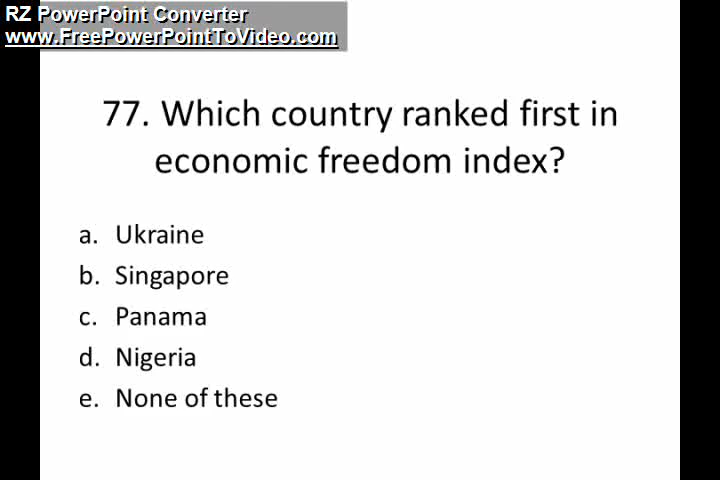 RZ PowerPoint Converter
www.FreePowerPointToVideo.com
77. Which country ranked first in
economic freedom index?
a. Ukraine
b. Singapore
c. Panama
d. Nigeria
e. None of these